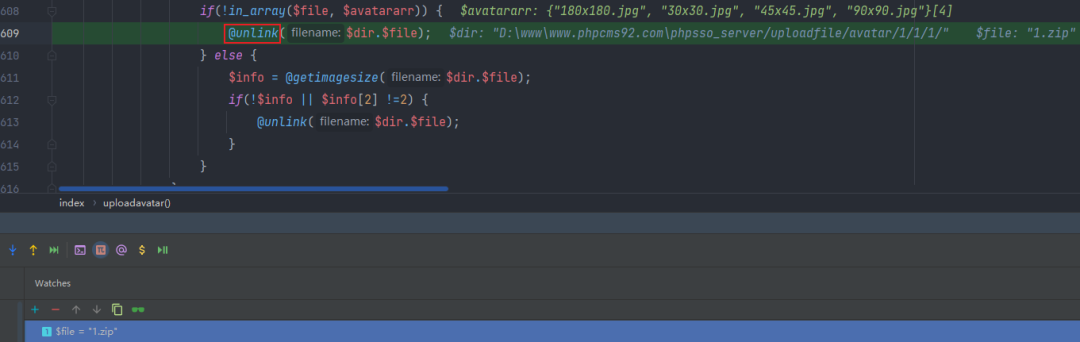 608 if(!in_array($file, $avatararr)) { $avatararr: {"180x180.jpg", "30x30.jpg", "45x45.jpg", "90x90.jpg"}[4]
609 @unlink( filename: $dir.$file); $dir: "D:\www\www.phpcms92.com\phpsso_server/uploadfile/avatar/1/1/1/" $file: "1.zip"
610 } else {
611 $info = @getimagesize( filename: $dir.$file);
612 if(!$info || $info[2] !=2) {
613 @unlink( filename: $dir.$file);
614 }
615 }
616
index › uploadavatar()
Watches
$file = "1.zip"